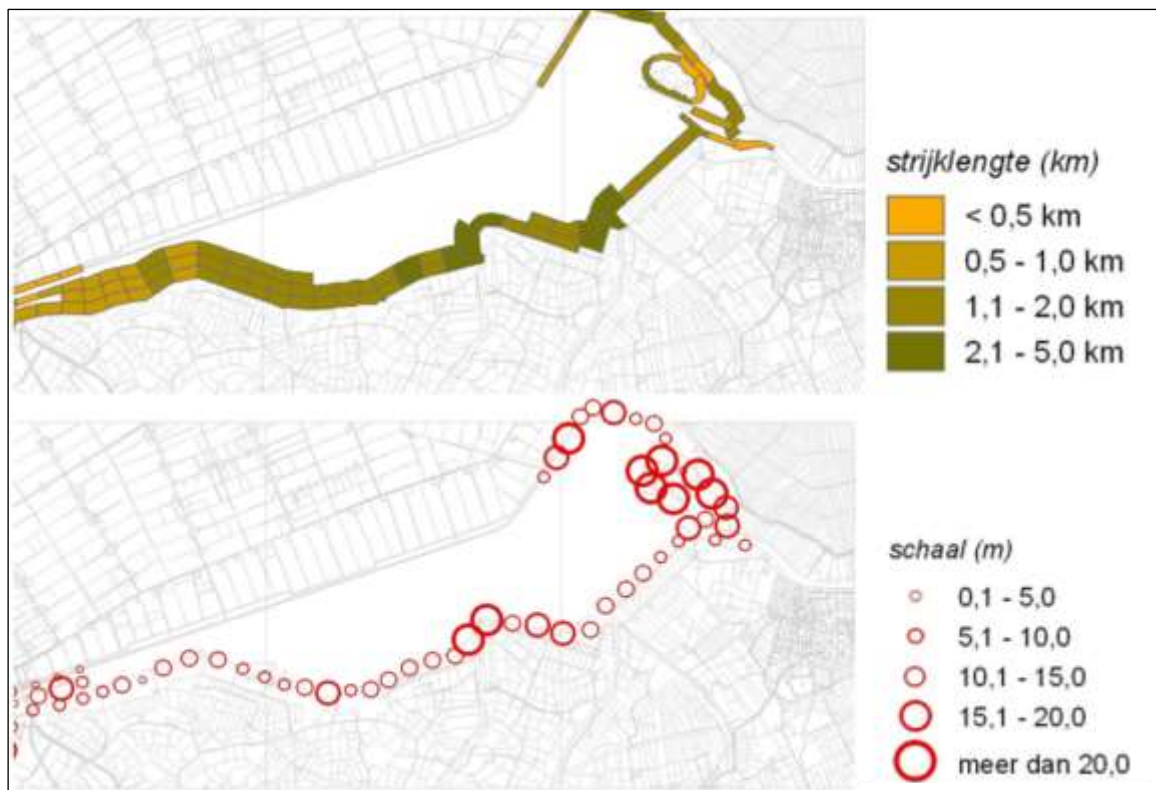 strijklengte (km)
< 0,5 km
0,5 - 1,0 km
1,1 - 2,0 km
2,1 - 5,0 km
schaal (m)
0,1 - 5,0
5,1 - 10,0
10,1 - 15,0
15,1 - 20,0
meer dan 20,0